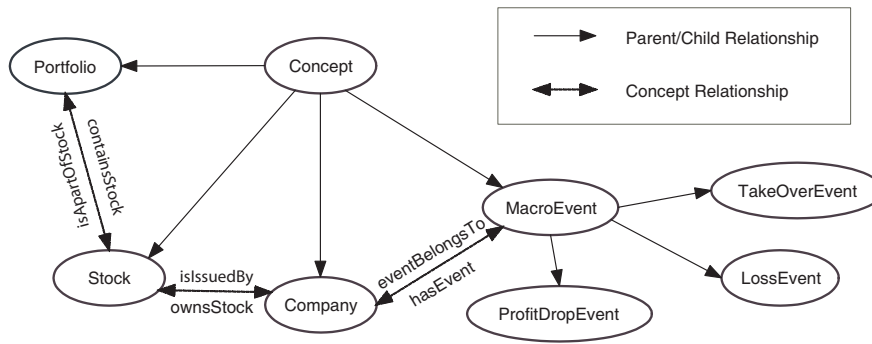 Portfolio
Concept
Parent/Child Relationship
Concept Relationship
containsStock
isApartOfStock
TakeOverEvent
MacroEvent
eventBelongsTo
hasEvent
Stock
isIssuedBy
ownsStock
Company
LossEvent
ProfitDropEvent